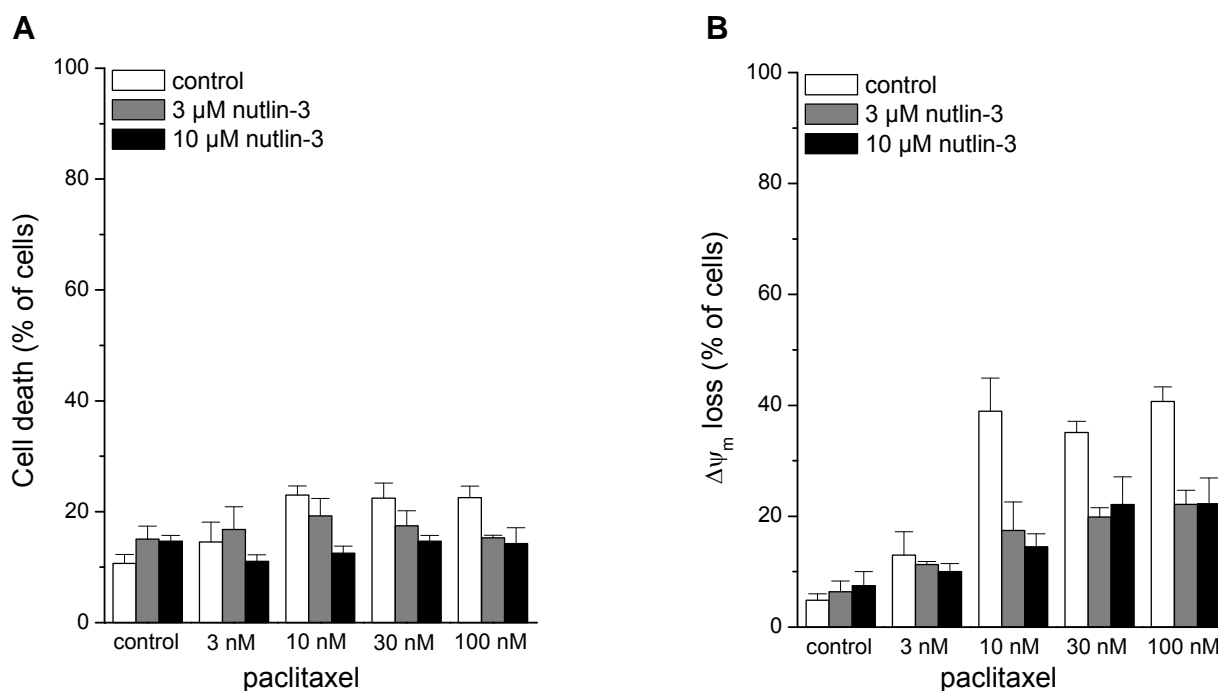 A
Cell death (% of cells)
100
80
60
40
20
0
control
3 µM nutlin-3
10 µM nutlin-3
control 3 nM 10 nM 30 nM 100 nM
paclitaxel
B
Δψm loss (% of cells)
100
80
60
40
20
0
control
3 µM nutlin-3
10 µM nutlin-3
control 3 nM 10 nM 30 nM 100 nM
paclitaxel